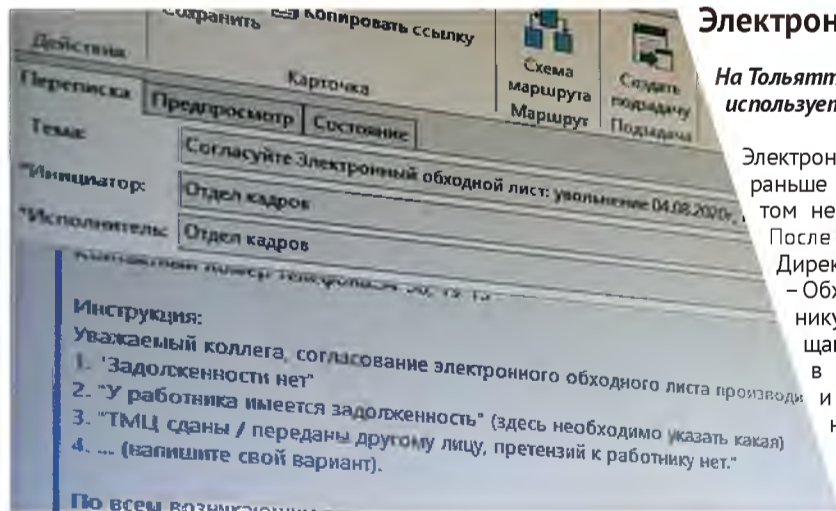 Сохранить
Копировать ссылку
Действия
Карточка
Схема
маршрута
Маршрут
Создать
подзадачу
Подзадача
Переписка
Предпросмотр
Состояние
Тема:
Согласуйте Электронный обходной лист: увольнение 04.08.2020г.,
*Инициатор:
Отдел кадров
*Исполнитель:
Отдел кадров
Инструкция:
Уважаемый коллега, согласование электронного обходного листа производи
1. "Задолженности нет"
2. "У работника имеется задолженность" (здесь необходимо указать какая)
3. "ТМЦ сданы / переданы другому лицу, претензий к работнику нет."
4. ... (напишите свой вариант).
По всем возникающим
Электрон
На Тольятт
использует
Электрон
раньше
том не
После
Дирек
– Обх
нику
щак
в
и
н